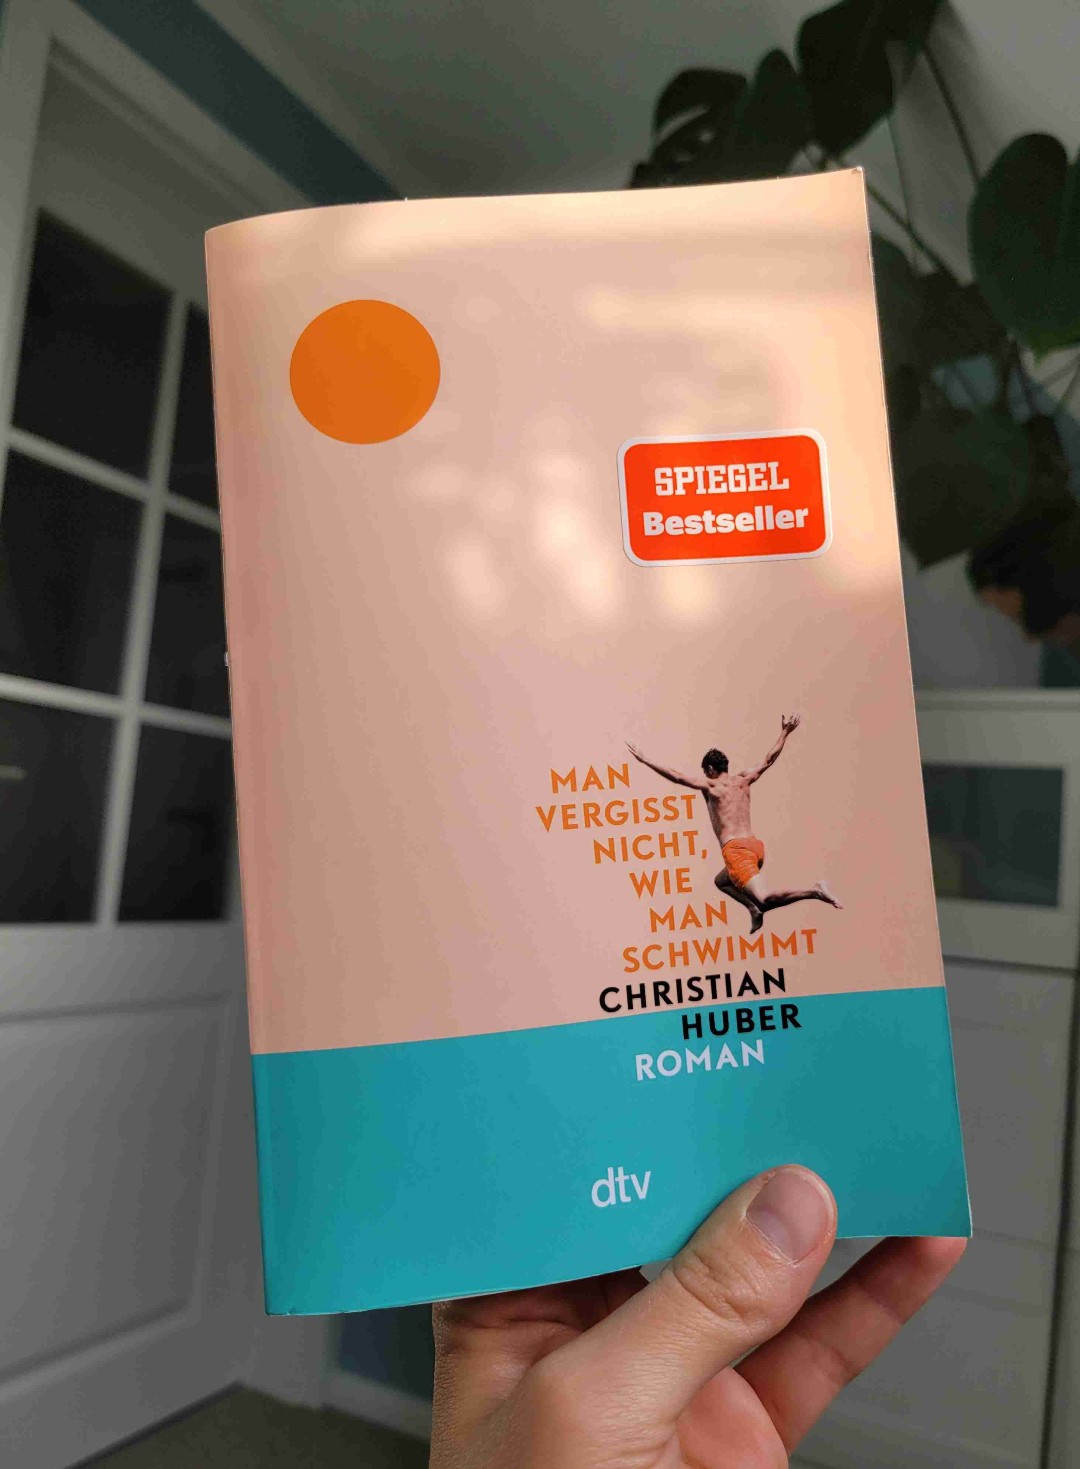 SPIEGEL
Bestseller
MAN
VERGISST
NICHT,
WIE
MAN
SCHWIMMT
CHRISTIAN
HUBER
ROMAN
dtv